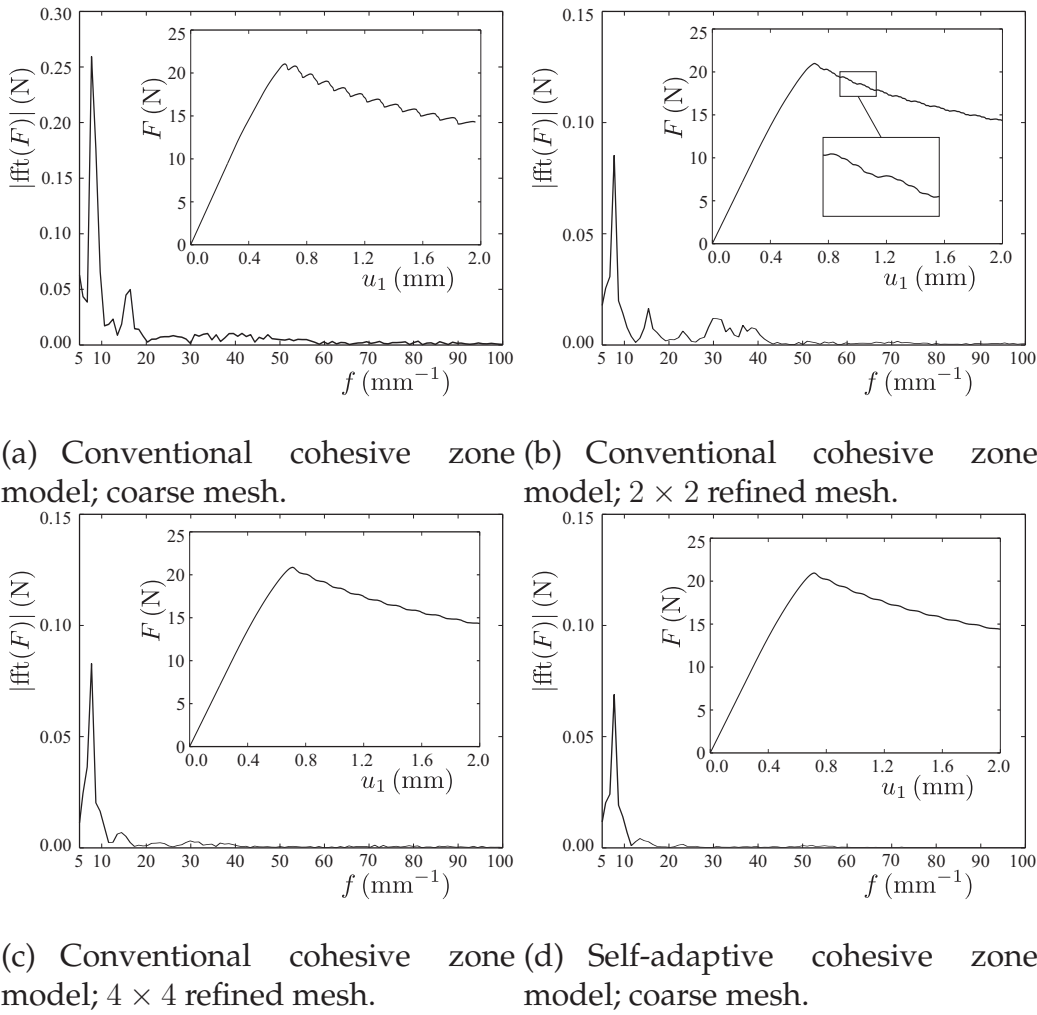 0.30
0.25
0.20
0.15
0.10
0.05
0.00
|fft(F)| (N)
5 10 20 30 40 50 60 70 80 90 100
f (mm⁻¹)
25
20
15
10
5
0
F (N)
0.0 0.4 0.8 1.2 1.6 2.0
u₁ (mm)
0.15
0.10
0.05
0.00
|fft(F)| (N)
5 10 20 30 40 50 60 70 80 90 100
f (mm⁻¹)
25
20
15
10
5
0
F (N)
0.0 0.4 0.8 1.2 1.6 2.0
u₁ (mm)
(a) Conventional cohesive zone
model; coarse mesh.
(b) Conventional cohesive zone
model; 2 × 2 refined mesh.
0.15
0.10
0.05
0.00
|fft(F)| (N)
5 10 20 30 40 50 60 70 80 90 100
f (mm⁻¹)
25
20
15
10
5
0
F (N)
0.0 0.4 0.8 1.2 1.6 2.0
u₁ (mm)
0.15
0.10
0.05
0.00
|fft(F)| (N)
5 10 20 30 40 50 60 70 80 90 100
f (mm⁻¹)
25
20
15
10
5
0
F (N)
0.0 0.4 0.8 1.2 1.6 2.0
u₁ (mm)
(c) Conventional cohesive zone
model; 4 × 4 refined mesh.
(d) Self-adaptive cohesive zone
model; coarse mesh.